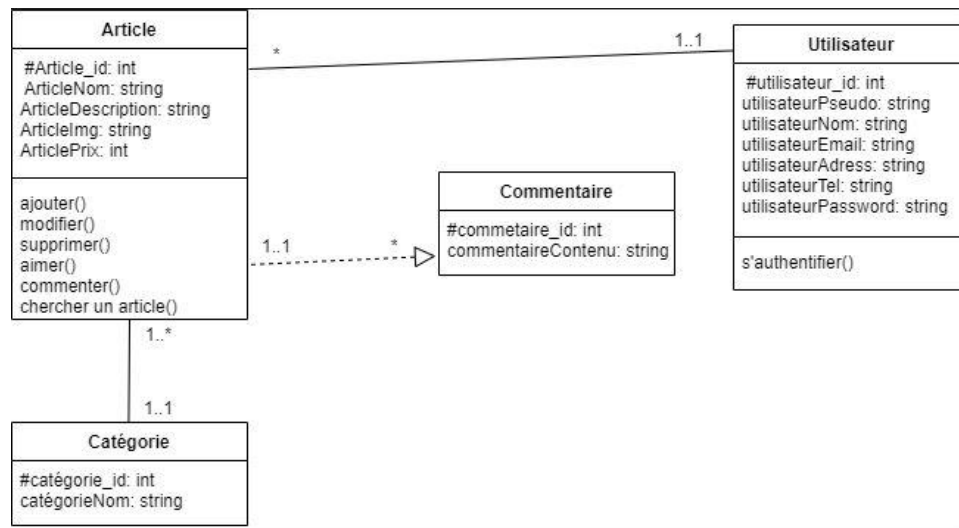 Article
#Article_id: int
ArticleNom: string
ArticleDescription: string
ArticleImg: string
ArticlePrix: int
ajouter()
modifier()
supprimer()
aimer()
commenter()
chercher un article()
*
1..1
Utilisateur
#utilisateur_id: int
utilisateurPseudo: string
utilisateurNom: string
utilisateurEmail: string
utilisateurAdress: string
utilisateurTel: string
utilisateurPassword: string
s'authentifier()
1..1
*
Commentaire
#commetaire_id: int
commentaireContenu: string
1..*
1..1
Catégorie
#catégorie_id: int
catégorieNom: string